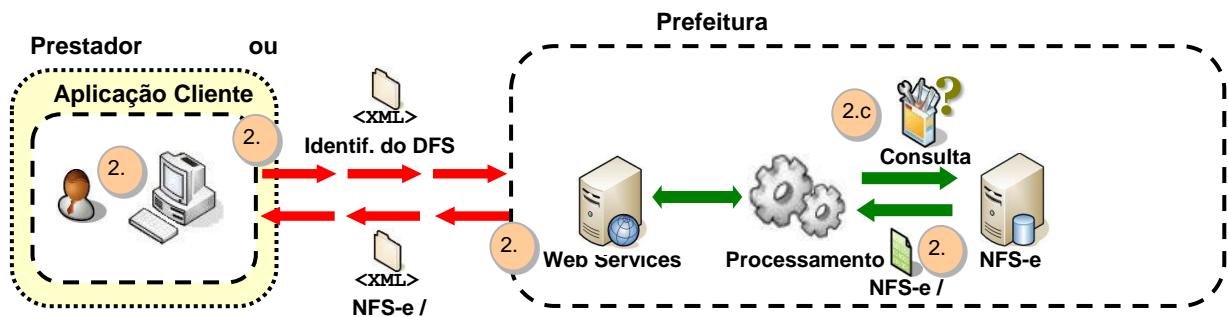 Prefeitura
Prestador ou
Aplicação Cliente
<XML>
Identif. do DFS
2.
2.
2.c
?
Consulta
2.
Web Services
Processamento
2.
NFS-e
NFS-e /
<XML>
NFS-e /